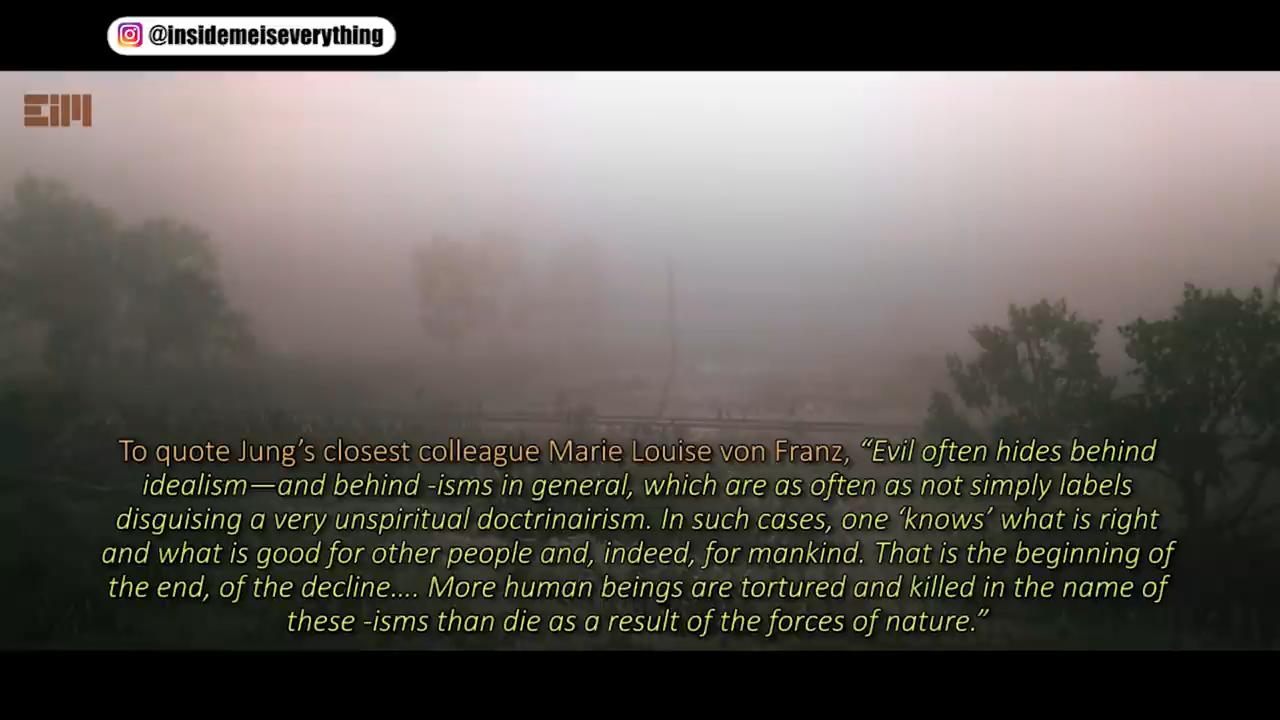 @insidemeiseverything
EiM
To quote Jung's closest colleague Marie Louise von Franz, “Evil often hides behind
idealism—and behind -isms in general, which are as often as not simply labels
disguising a very unspiritual doctrinairism. In such cases, one ‘knows’ what is right
and what is good for other people and, indeed, for mankind. That is the beginning of
the end, of the decline…. More human beings are tortured and killed in the name of
these -isms than die as a result of the forces of nature.”